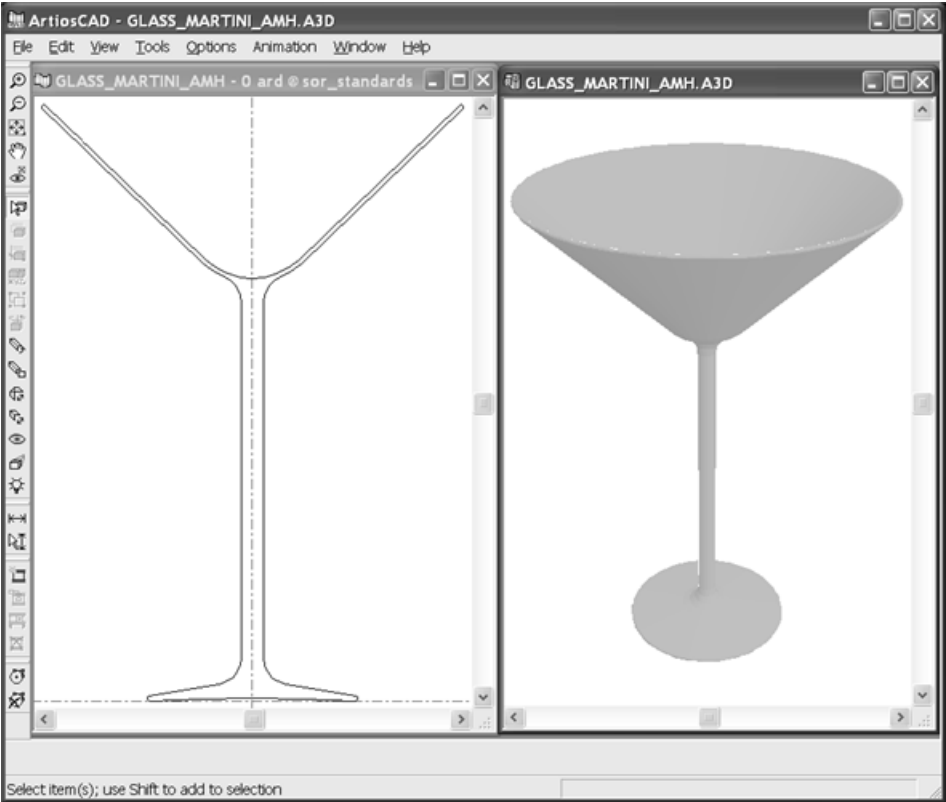 ArtiosCAD - GLASS_MARTINI_AMH.A3D
File Edit View Tools Options Animation Window Help
GLASS_MARTINI_AMH - 0 ard @ sor_standards
GLASS_MARTINI_AMH.A3D
Select item(s); use Shift to add to selection